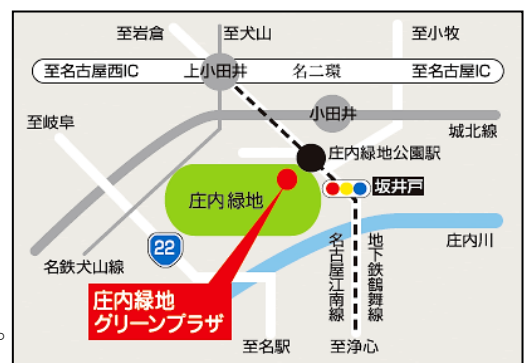 至岩倉
至犬山
至小牧
至名古屋西IC
上小田井
名二環
至名古屋IC
小田井
至岐阜
城北線
庄内緑地公園駅
坂井戸
庄内緑地
22
名鉄犬山線
庄内川
名古屋江南線
地下鉄鶴舞線
庄内緑地
グリーンプラザ
至名駅
至浄心
。